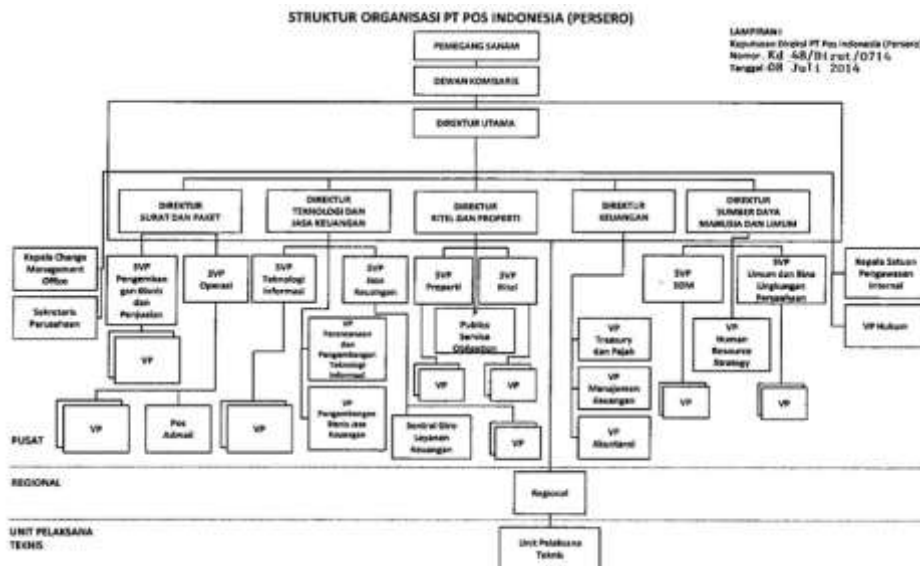 STRUKTUR ORGANISASI PT POS INDONESIA (PERSERO)
LAMPIRAN I
Keputusan Direksi PT Pos Indonesia (Persero)
Nomor: Kd 48/Dirut/0714
Tanggal: 08 Juli 2014
PEMEGANG SAHAM
DEWAN KOMISARIS
DIREKTUR UTAMA
DIREKTUR
SURAT DAN PAKET
DIREKTUR
TEKNOLOGI DAN
JASA KEUANGAN
DIREKTUR
RITEL DAN PROPERTI
DIREKTUR
KEUANGAN
DIREKTUR
SUMBER DAYA
MANUSIA DAN UMUM
Kepala Change
Management
Office
Sekretaris
Perusahaan
SVP
Pengemban
gan Bisnis
dan
Penjualan
SVP
Operasi
SVP
Teknologi
Informasi
SVP
Jasa
Keuangan
SVP
Properti
SVP
Ritel
SVP
SDM
SVP
Umum dan Bina
Lingkungan
Perusahaan
Kepala Satuan
Pengawasan
Internal
VP Hukum
VP
Perencanaan
dan
Pengembangan
Teknologi
Informasi
Public
Service
Obligation
VP
Treasury
dan Pajak
VP
Human
Resource
Strategy
VP
VP
VP
VP
Manajemen
Keuangan
VP
VP
VP
Pos
Admail
VP
VP
Pengembangan
Bisnis Jasa
Keuangan
Sentral Giro
Layanan
Keuangan
VP
VP
Akuntansi
VP
PUSAT
REGIONAL
Regional
UNIT PELAKSANA
TEKNIS
Unit Pelaksana
Teknis